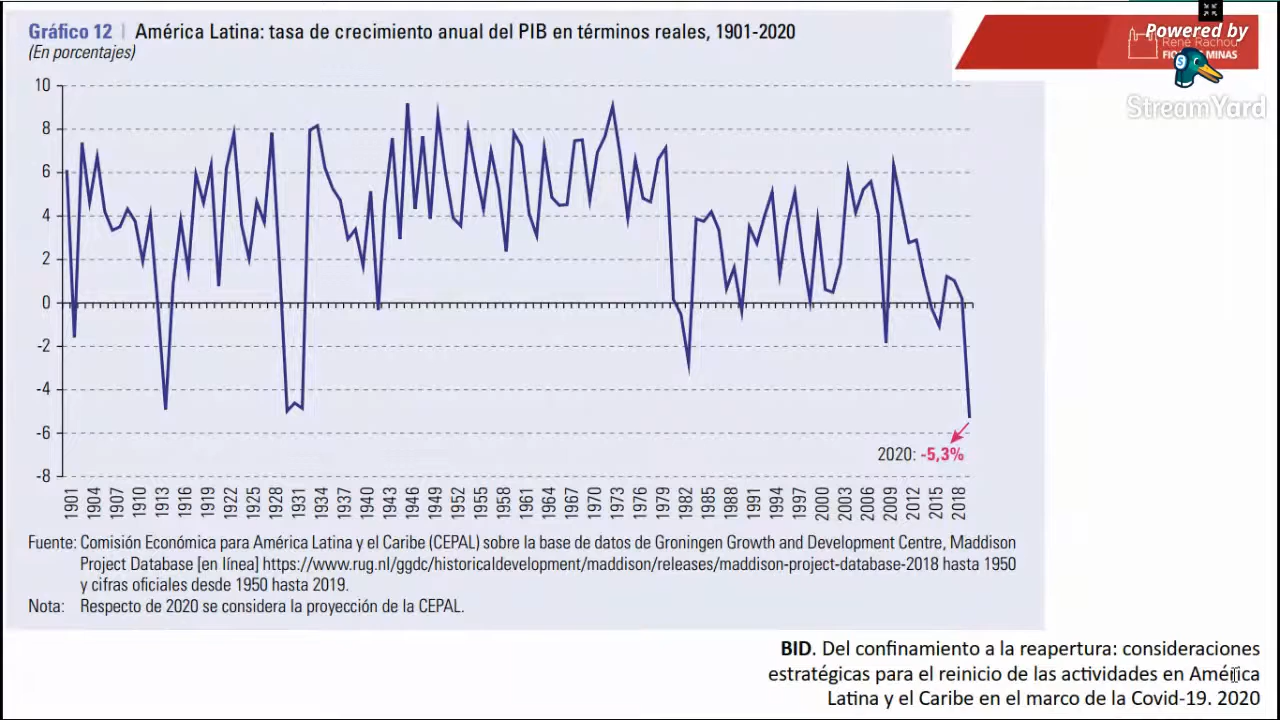 Gráfico 12 | América Latina: tasa de crecimiento anual del PIB en términos reales, 1901-2020
(En porcentajes)
Powered by
René Rachou
FIOCRUZ MINAS
StreamYard
10
8
6
4
2
0
-2
-4
-6
-8
2020: -5,3%
1901 1904 1907 1910 1913 1916 1919 1922 1925 1928 1931 1934 1937 1940 1943 1946 1949 1952 1955 1958 1961 1964 1967 1970 1973 1976 1979 1982 1985 1988 1991 1994 1997 2000 2003 2006 2009 2012 2015 2018
Fuente: Comisión Económica para América Latina y el Caribe (CEPAL) sobre la base de datos de Groningen Growth and Development Centre, Maddison
Project Database [en línea] https://www.rug.nl/ggdc/historicaldevelopment/maddison/releases/maddison-project-database-2018 hasta 1950
y cifras oficiales desde 1950 hasta 2019.
Nota: Respecto de 2020 se considera la proyección de la CEPAL.
BID. Del confinamiento a la reapertura: consideraciones
estratégicas para el reinicio de las actividades en América
Latina y el Caribe en el marco de la Covid-19. 2020